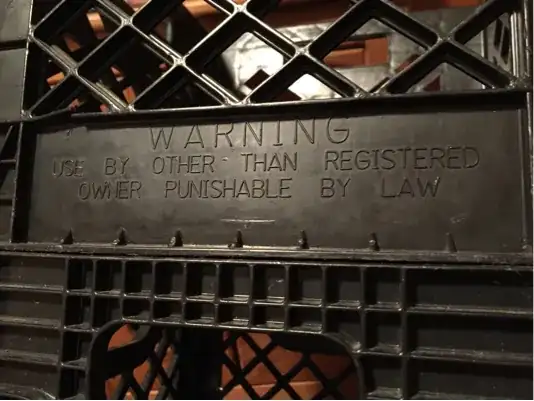 WARNING
USE BY OTHER THAN REGISTERED
OWNER PUNISHABLE BY LAW